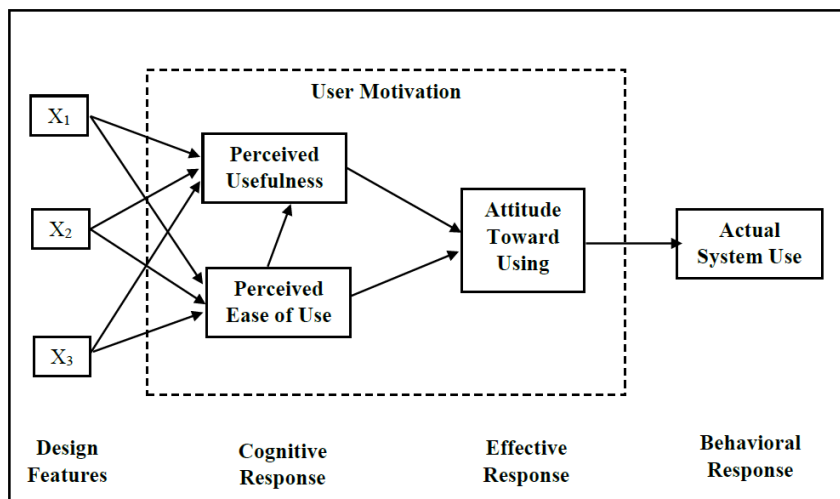 User Motivation
X₁
X₂
X₃
Perceived
Usefulness
Perceived
Ease of Use
Attitude
Toward
Using
Actual
System Use
Design
Features
Cognitive
Response
Effective
Response
Behavioral
Response